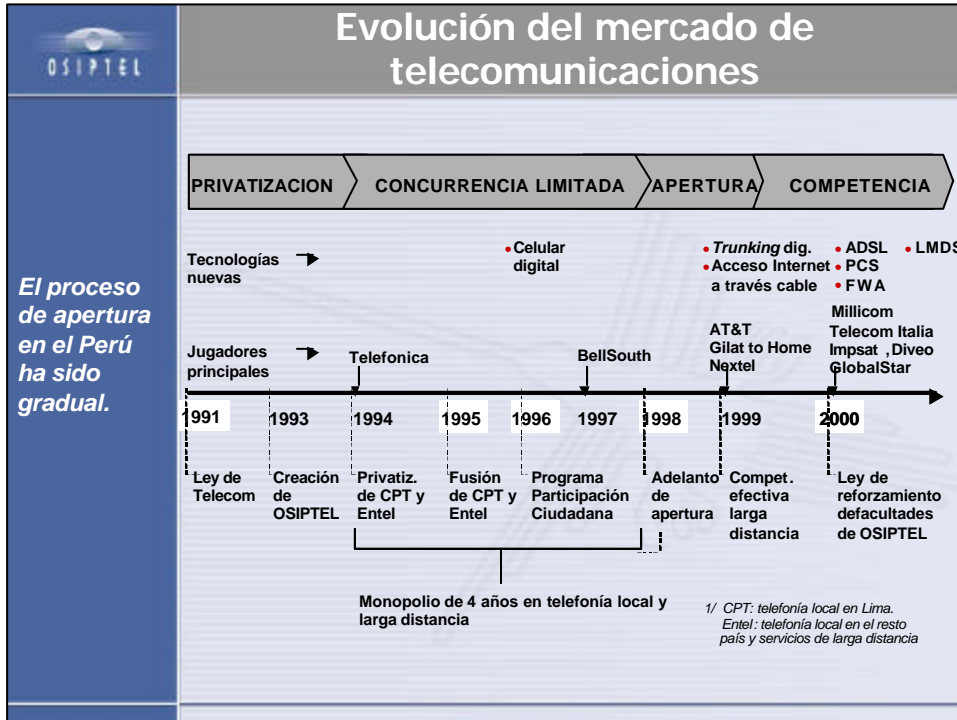 OSIPTEL
Evolución del mercado de
telecomunicaciones
El proceso
de apertura
en el Perú
ha sido
gradual.
PRIVATIZACION
CONCURRENCIA LIMITADA
APERTURA
COMPETENCIA
Tecnologías
nuevas
• Celular
digital
• Trunking dig.
• Acceso Internet
a través cable
• ADSL
• PCS
• FWA
• LMDS
Jugadores
principales
Telefonica
BellSouth
AT&T
Gilat to Home
Nextel
Millicom
Telecom Italia
Impsat , Diveo
GlobalStar
1991
1993
1994
1995
1996
1997
1998
1999
2000
Ley de
Telecom
Creación
de
OSIPTEL
Privatiz.
de CPT y
Entel
Fusión
de CPT y
Entel
Programa
Participación
Ciudadana
Adelanto
de
apertura
Compet.
efectiva
larga
distancia
Ley de
reforzamiento
defacultades
de OSIPTEL
Monopolio de 4 años en telefonía local y
larga distancia
1/ CPT: telefonía local en Lima.
Entel: telefonía local en el resto
país y servicios de larga distancia